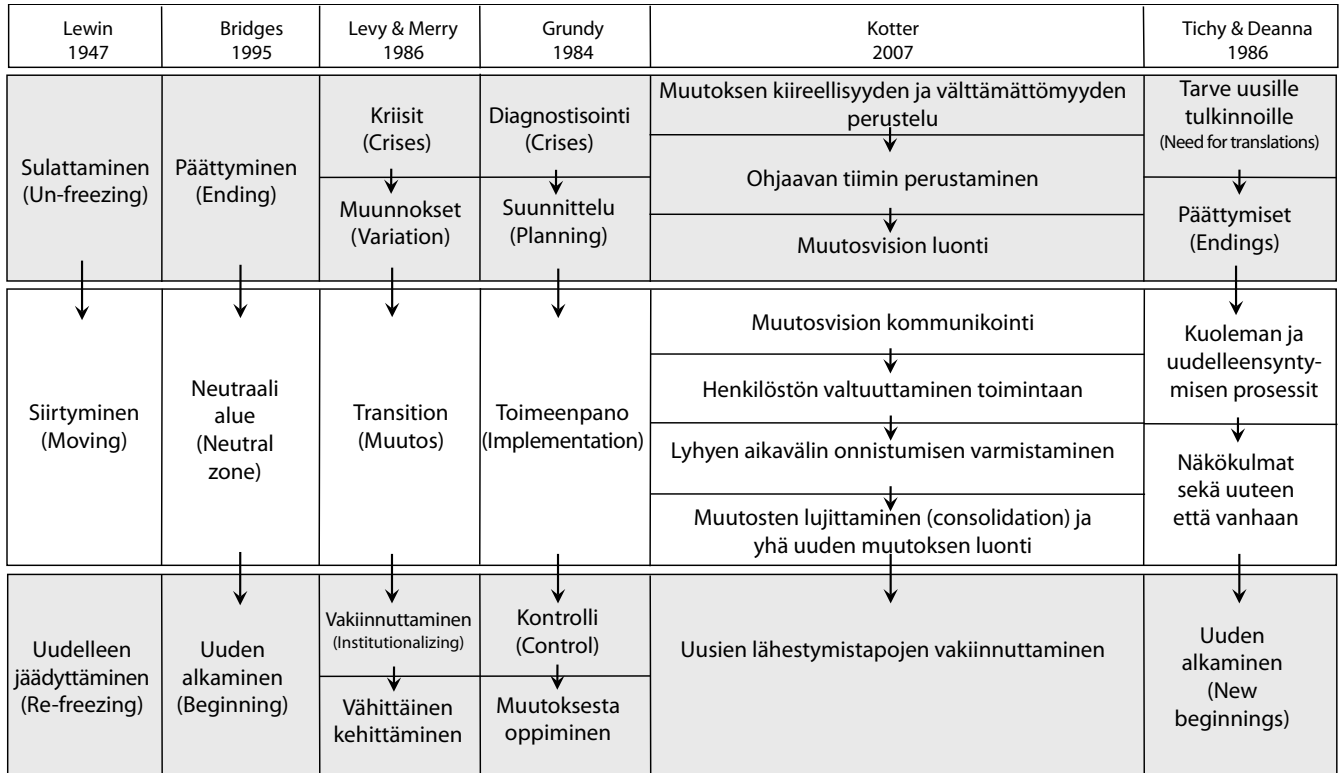 Lewin
1947
Bridges
1995
Levy & Merry
1986
Grundy
1984
Kotter
2007
Tichy & Deanna
1986
Sulattaminen
(Un-freezing)
Päättyminen
(Ending)
Kriisit
(Crises)
Muunnokset
(Variation)
Diagnostisointi
(Crises)
Suunnittelu
(Planning)
Muutoksen kiireellisyyden ja välttämättömyyden
perustelu
Ohjaavan tiimin perustaminen
Muutosvision luonti
Tarve uusille
tulkinnoille
(Need for translations)
Päättymiset
(Endings)
Siirtyminen
(Moving)
Neutraali
alue
(Neutral
zone)
Transition
(Muutos)
Toimeenpano
(Implementation)
Muutosvision kommunikointi
Henkilöstön valtuuttaminen toimintaan
Lyhyen aikavälin onnistumisen varmistaminen
Muutosten lujittaminen (consolidation) ja
yhä uuden muutoksen luonti
Kuoleman ja
uudelleensynty-
misen prosessit
Näkökulmat
sekä uuteen
että vanhaan
Uudelleen
jäädyttäminen
(Re-freezing)
Uuden
alkaminen
(Beginning)
Vakiinnuttaminen
(Institutionalizing)
Vähittäinen
kehittäminen
Kontrolli
(Control)
Muutoksesta
oppiminen
Uusien lähestymistapojen vakiinnuttaminen
Uuden
alkaminen
(New
beginnings)